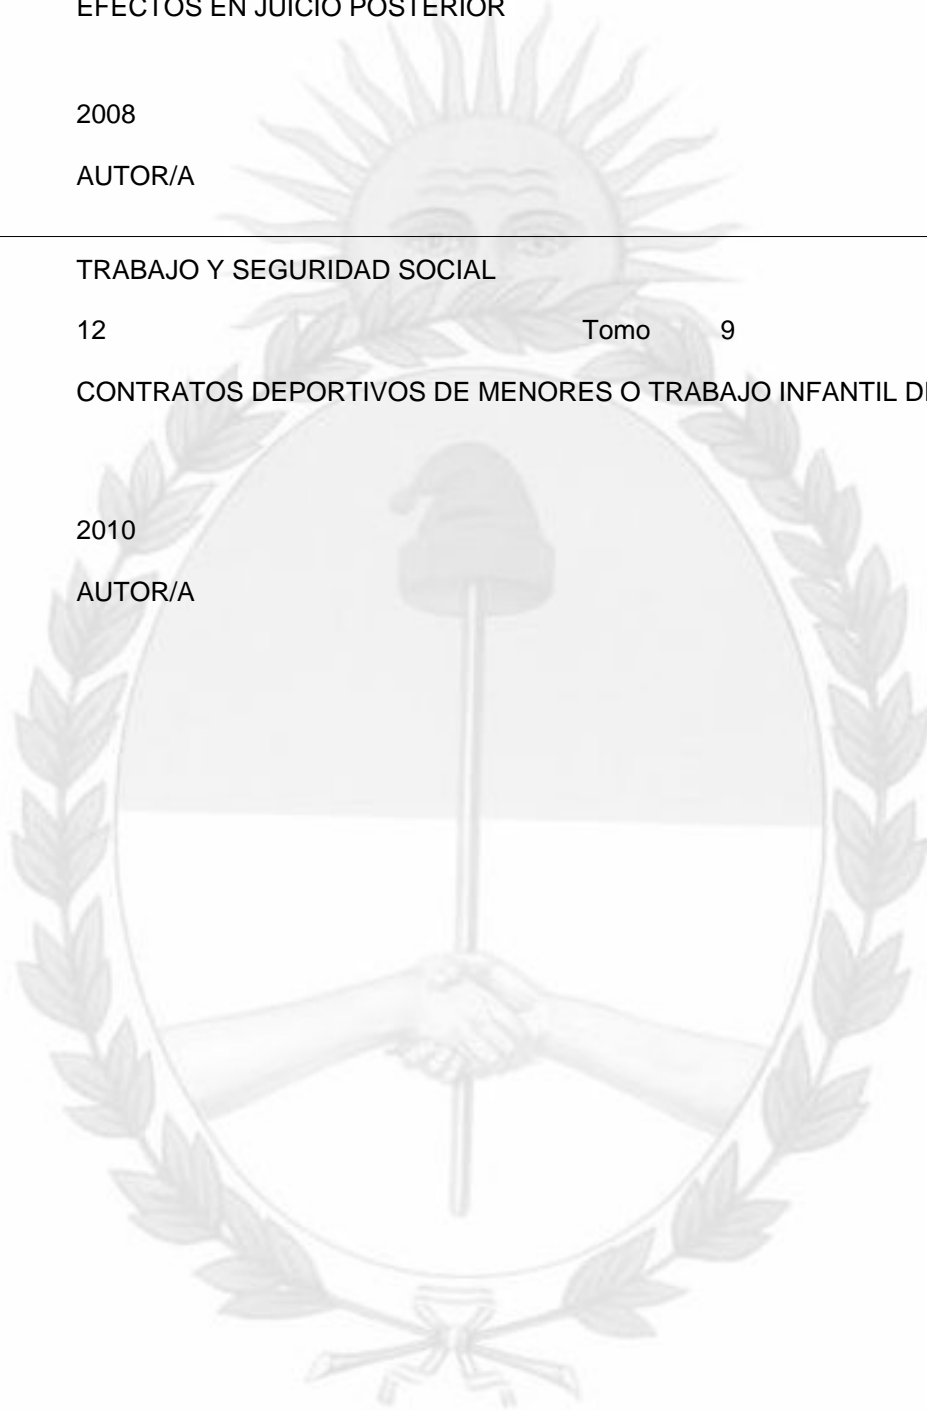 EFECTOS EN JUICIO POSTERIOR
2008
AUTOR/A
TRABAJO Y SEGURIDAD SOCIAL
12 Tomo 9
CONTRATOS DEPORTIVOS DE MENORES O TRABAJO INFANTIL
2010
AUTOR/A